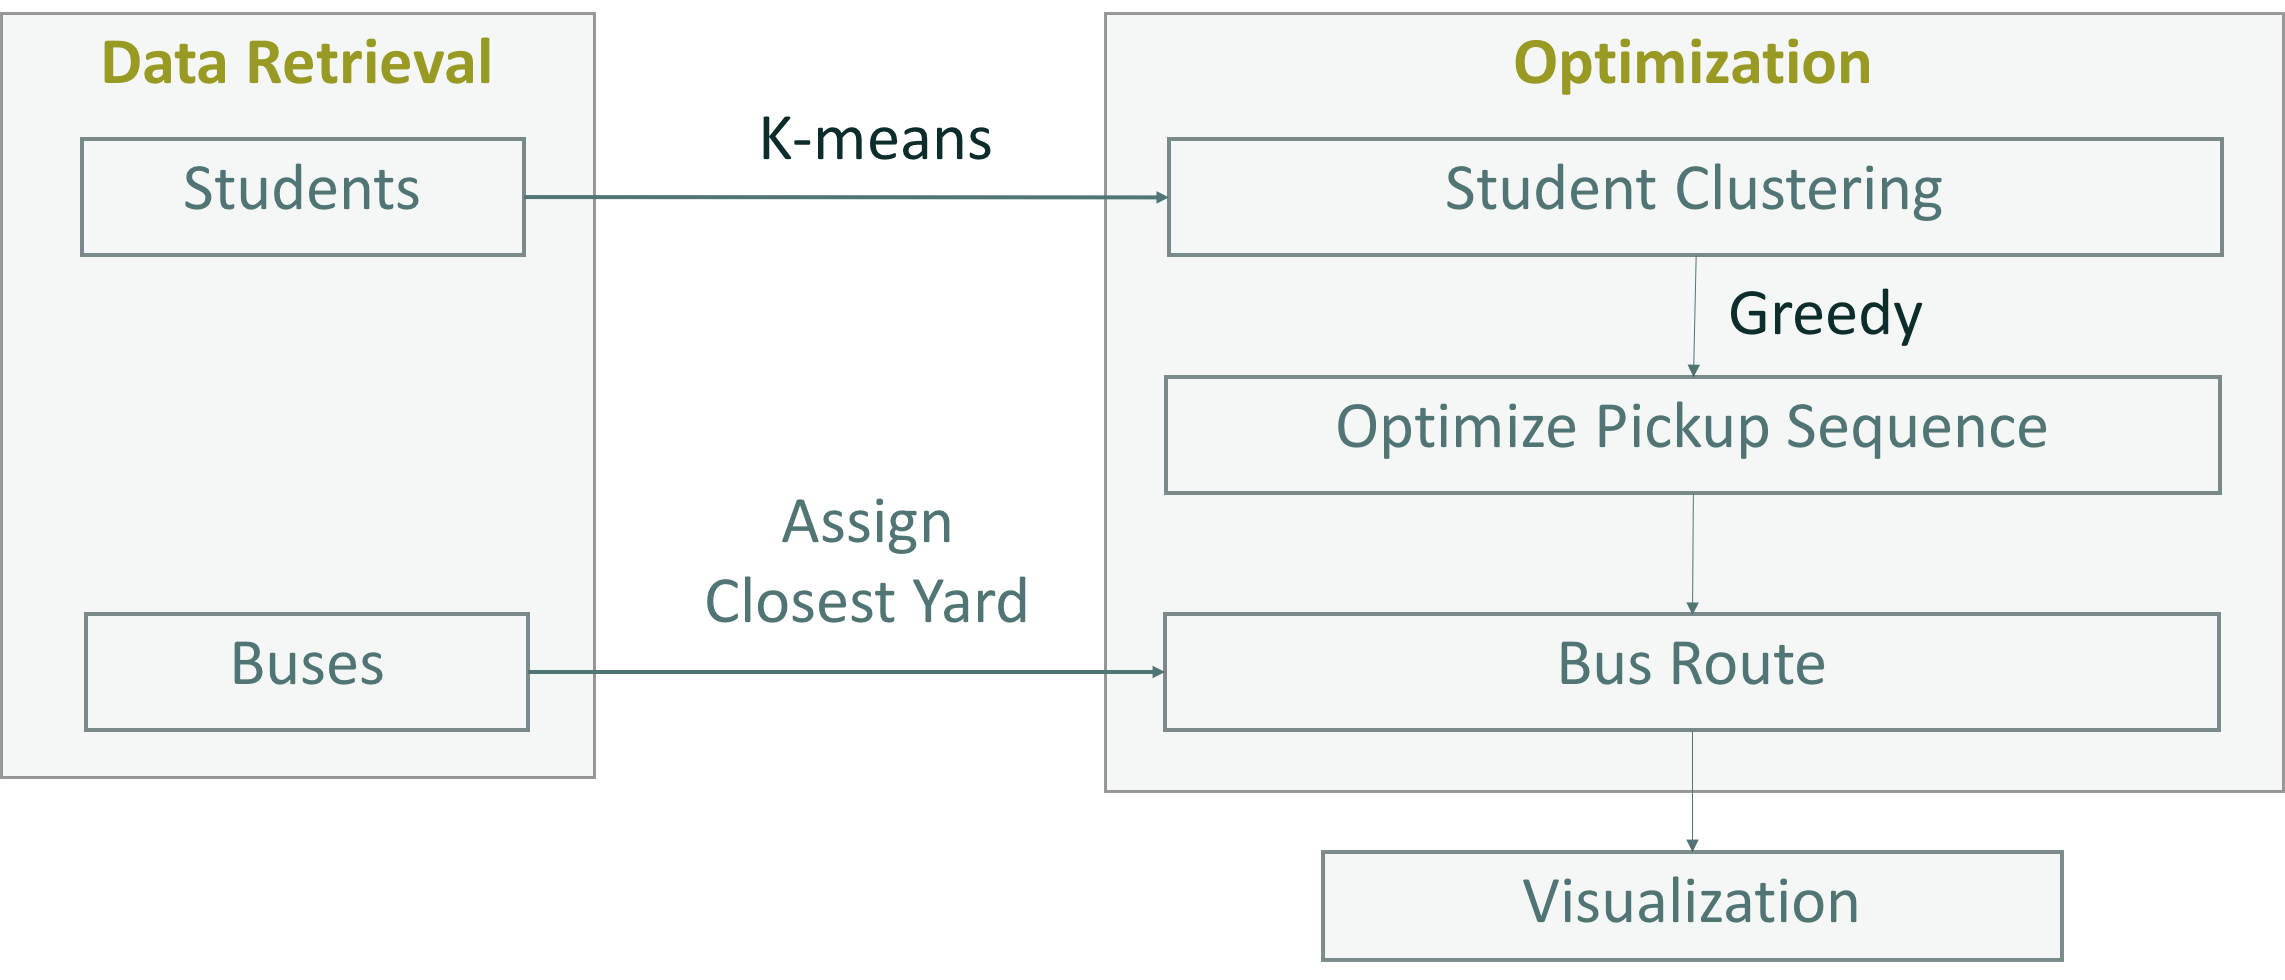 Data Retrieval
Optimization
Students
K-means
Student Clustering
Greedy
Optimize Pickup Sequence
Assign
Closest Yard
Buses
Bus Route
Visualization